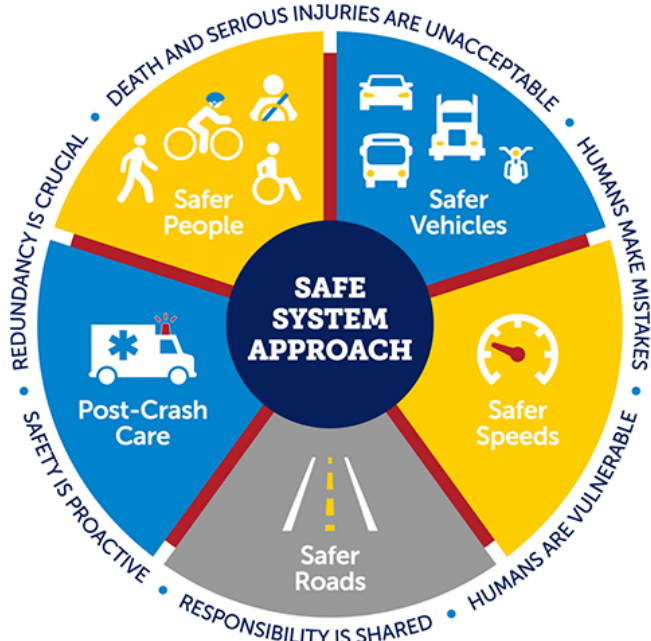 DEATH AND SERIOUS INJURIES ARE UNACCEPTABLE
HUMANS MAKE MISTAKES
HUMANS ARE VULNERABLE
RESPONSIBILITY IS SHARED
SAFETY IS PROACTIVE
REDUNDANCY IS CRUCIAL
Safer
People
Safer
Vehicles
SAFE
SYSTEM
APPROACH
Post-Crash
Care
Safer
Speeds
Safer
Roads